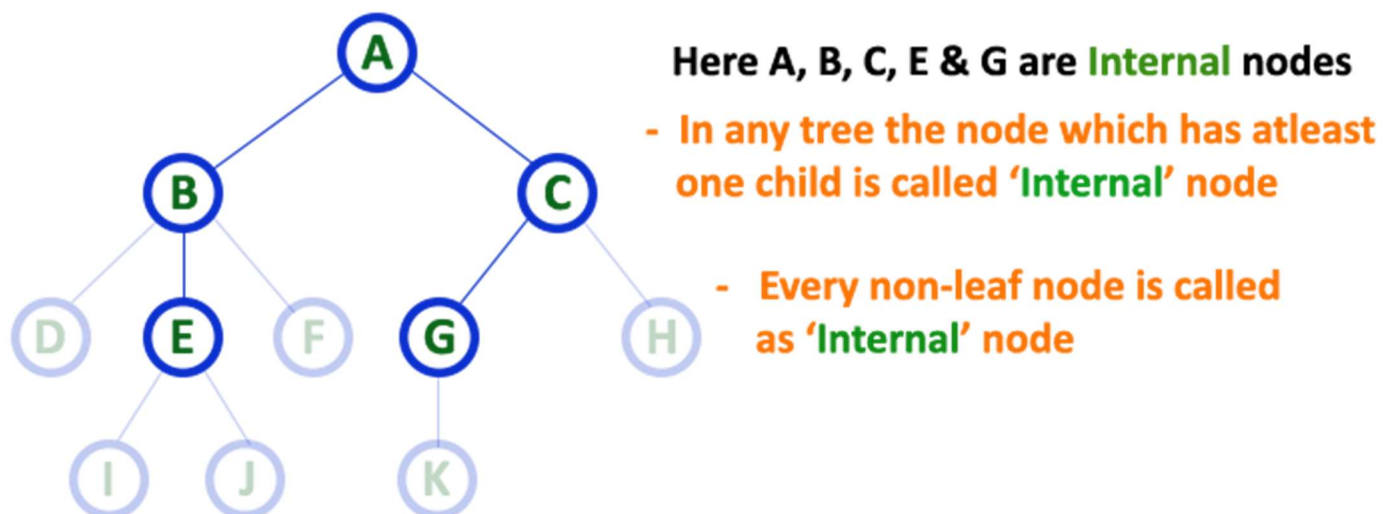 A
Here A, B, C, E & G are Internal nodes
- In any tree the node which has atleast
one child is called ‘Internal’ node
B
C
- Every non-leaf node is called
as ‘Internal’ node
D
E
F
G
H
I
J
K